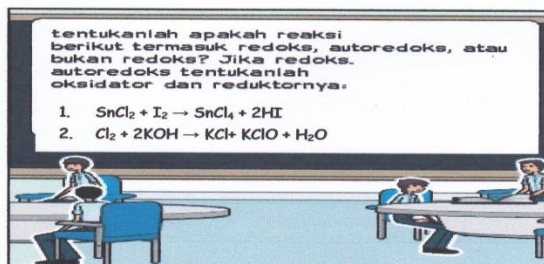 tentukanlah apakah reaksi
berikut termasuk redoks, autoredoks, atau
bukan redoks? Jika redoks.
autoredoks tentukanlah
oksidator dan reduktornya:
1. SnCl₂ + I₂ → SnCl₄ + 2HI
2. Cl₂ + 2KOH → KCl+ KClO + H₂O